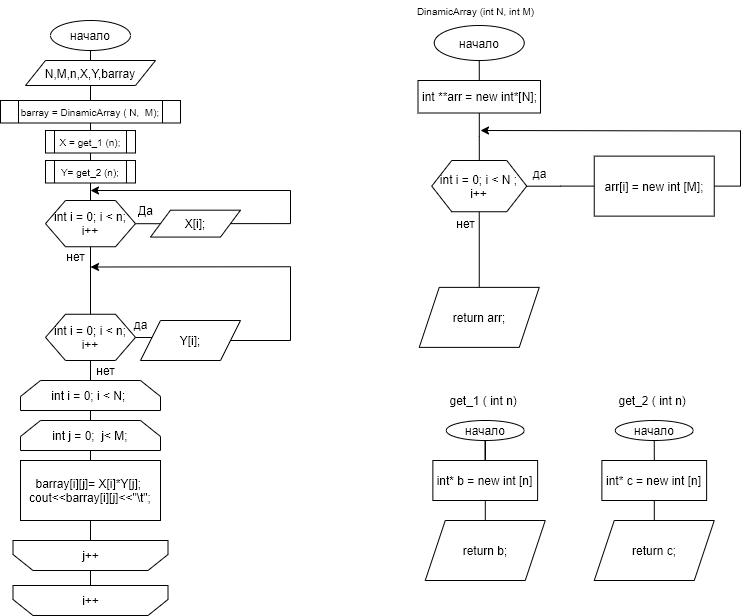 начало
N,M,n,X,Y,barray
barray = DinamicArray ( N, M);
X = get_1 (n);
Y= get_2 (n);
int i = 0; i < n;
i++
Да
X[i];
нет
int i = 0; i < n;
i++
да
Y[i];
нет
int i = 0; i < N;
int j = 0; j< M;
barray[i][j]= X[i]*Y[j];
cout<<barray[i][j]<<"\t";
j++
i++
DinamicArray (int N, int M)
начало
int **arr = new int*[N];
int i = 0; i < N ;
i++
да
arr[i] = new int [M];
нет
return arr;
get_1 ( int n)
начало
int* b = new int [n]
return b;
get_2 ( int n)
начало
int* c = new int [n]
return c;